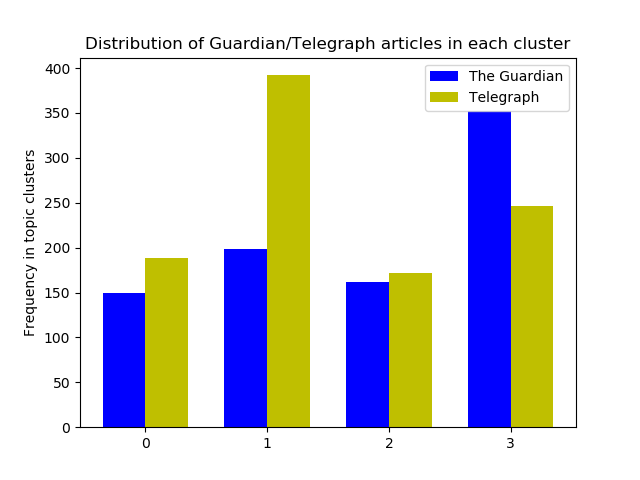 Distribution of Guardian/Telegraph articles in each cluster
400
350
300
250
200
150
100
50
0
Frequency in topic clusters
The Guardian
Telegraph
0 1 2 3